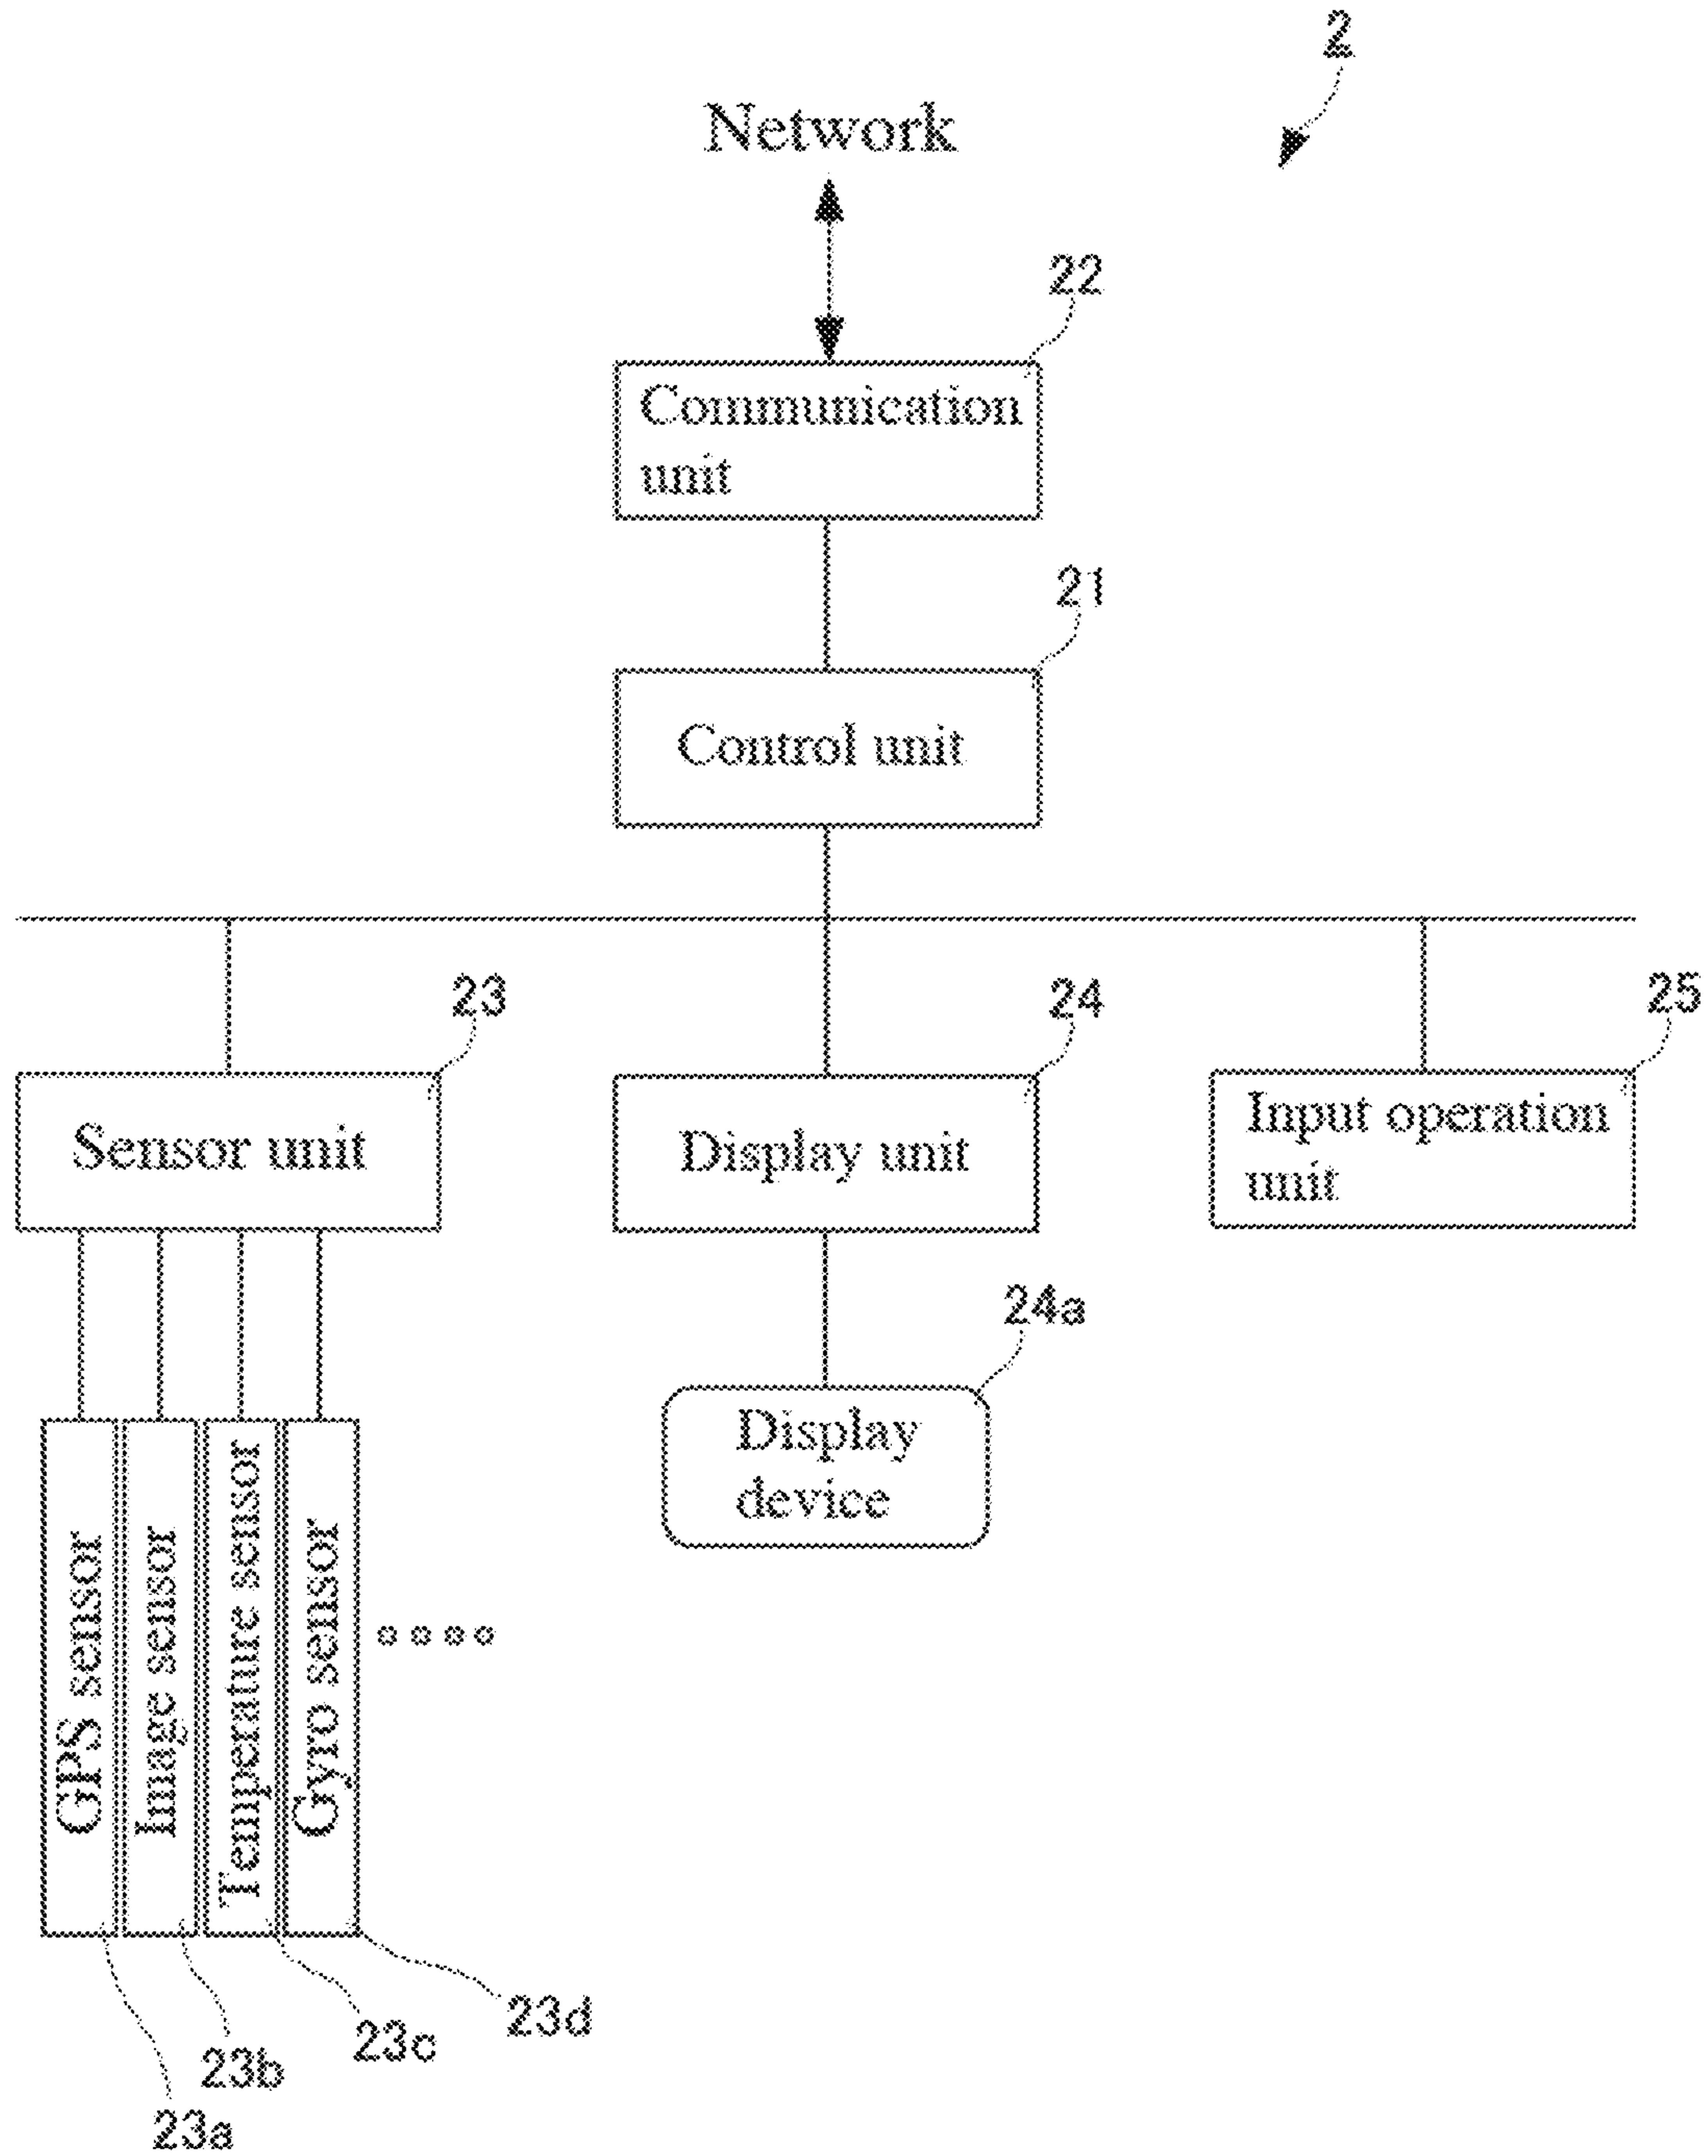 2
Network
22
Communication
unit
21
Control unit
23
24
25
Sensor unit
Display unit
Input operation
unit
24a
Display
device
GPS sensor
Image sensor
Temperature sensor
Gyro sensor
23d
23c
23b
23a